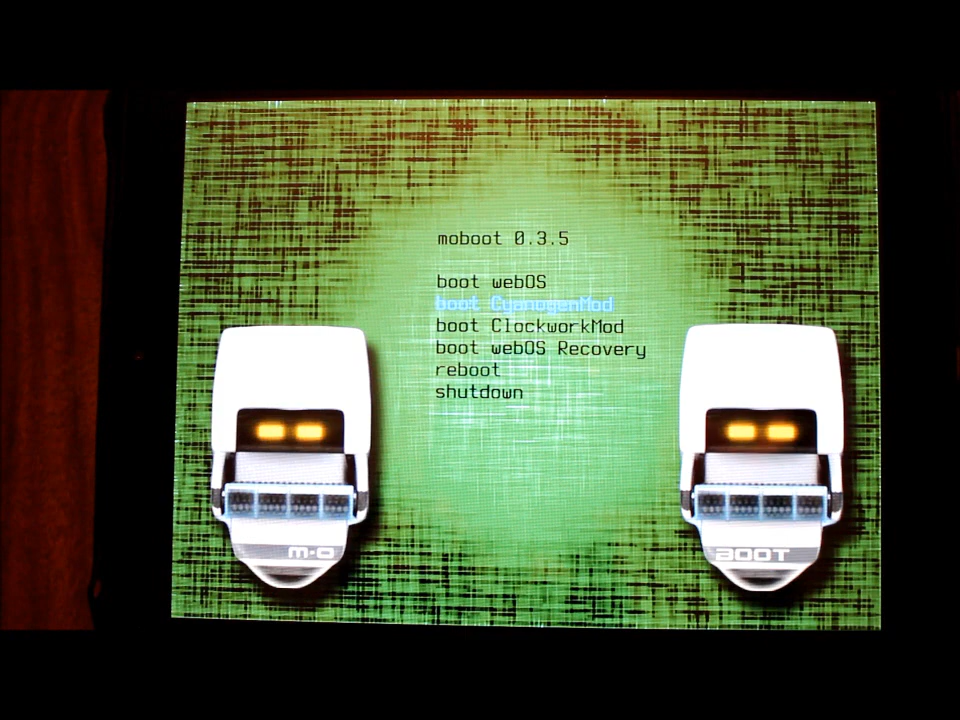 moboot 0.3.5
boot webOS
boot CyanogenMod
boot ClockworkMod
boot webOS Recovery
reboot
shutdown
M-O
BOOT